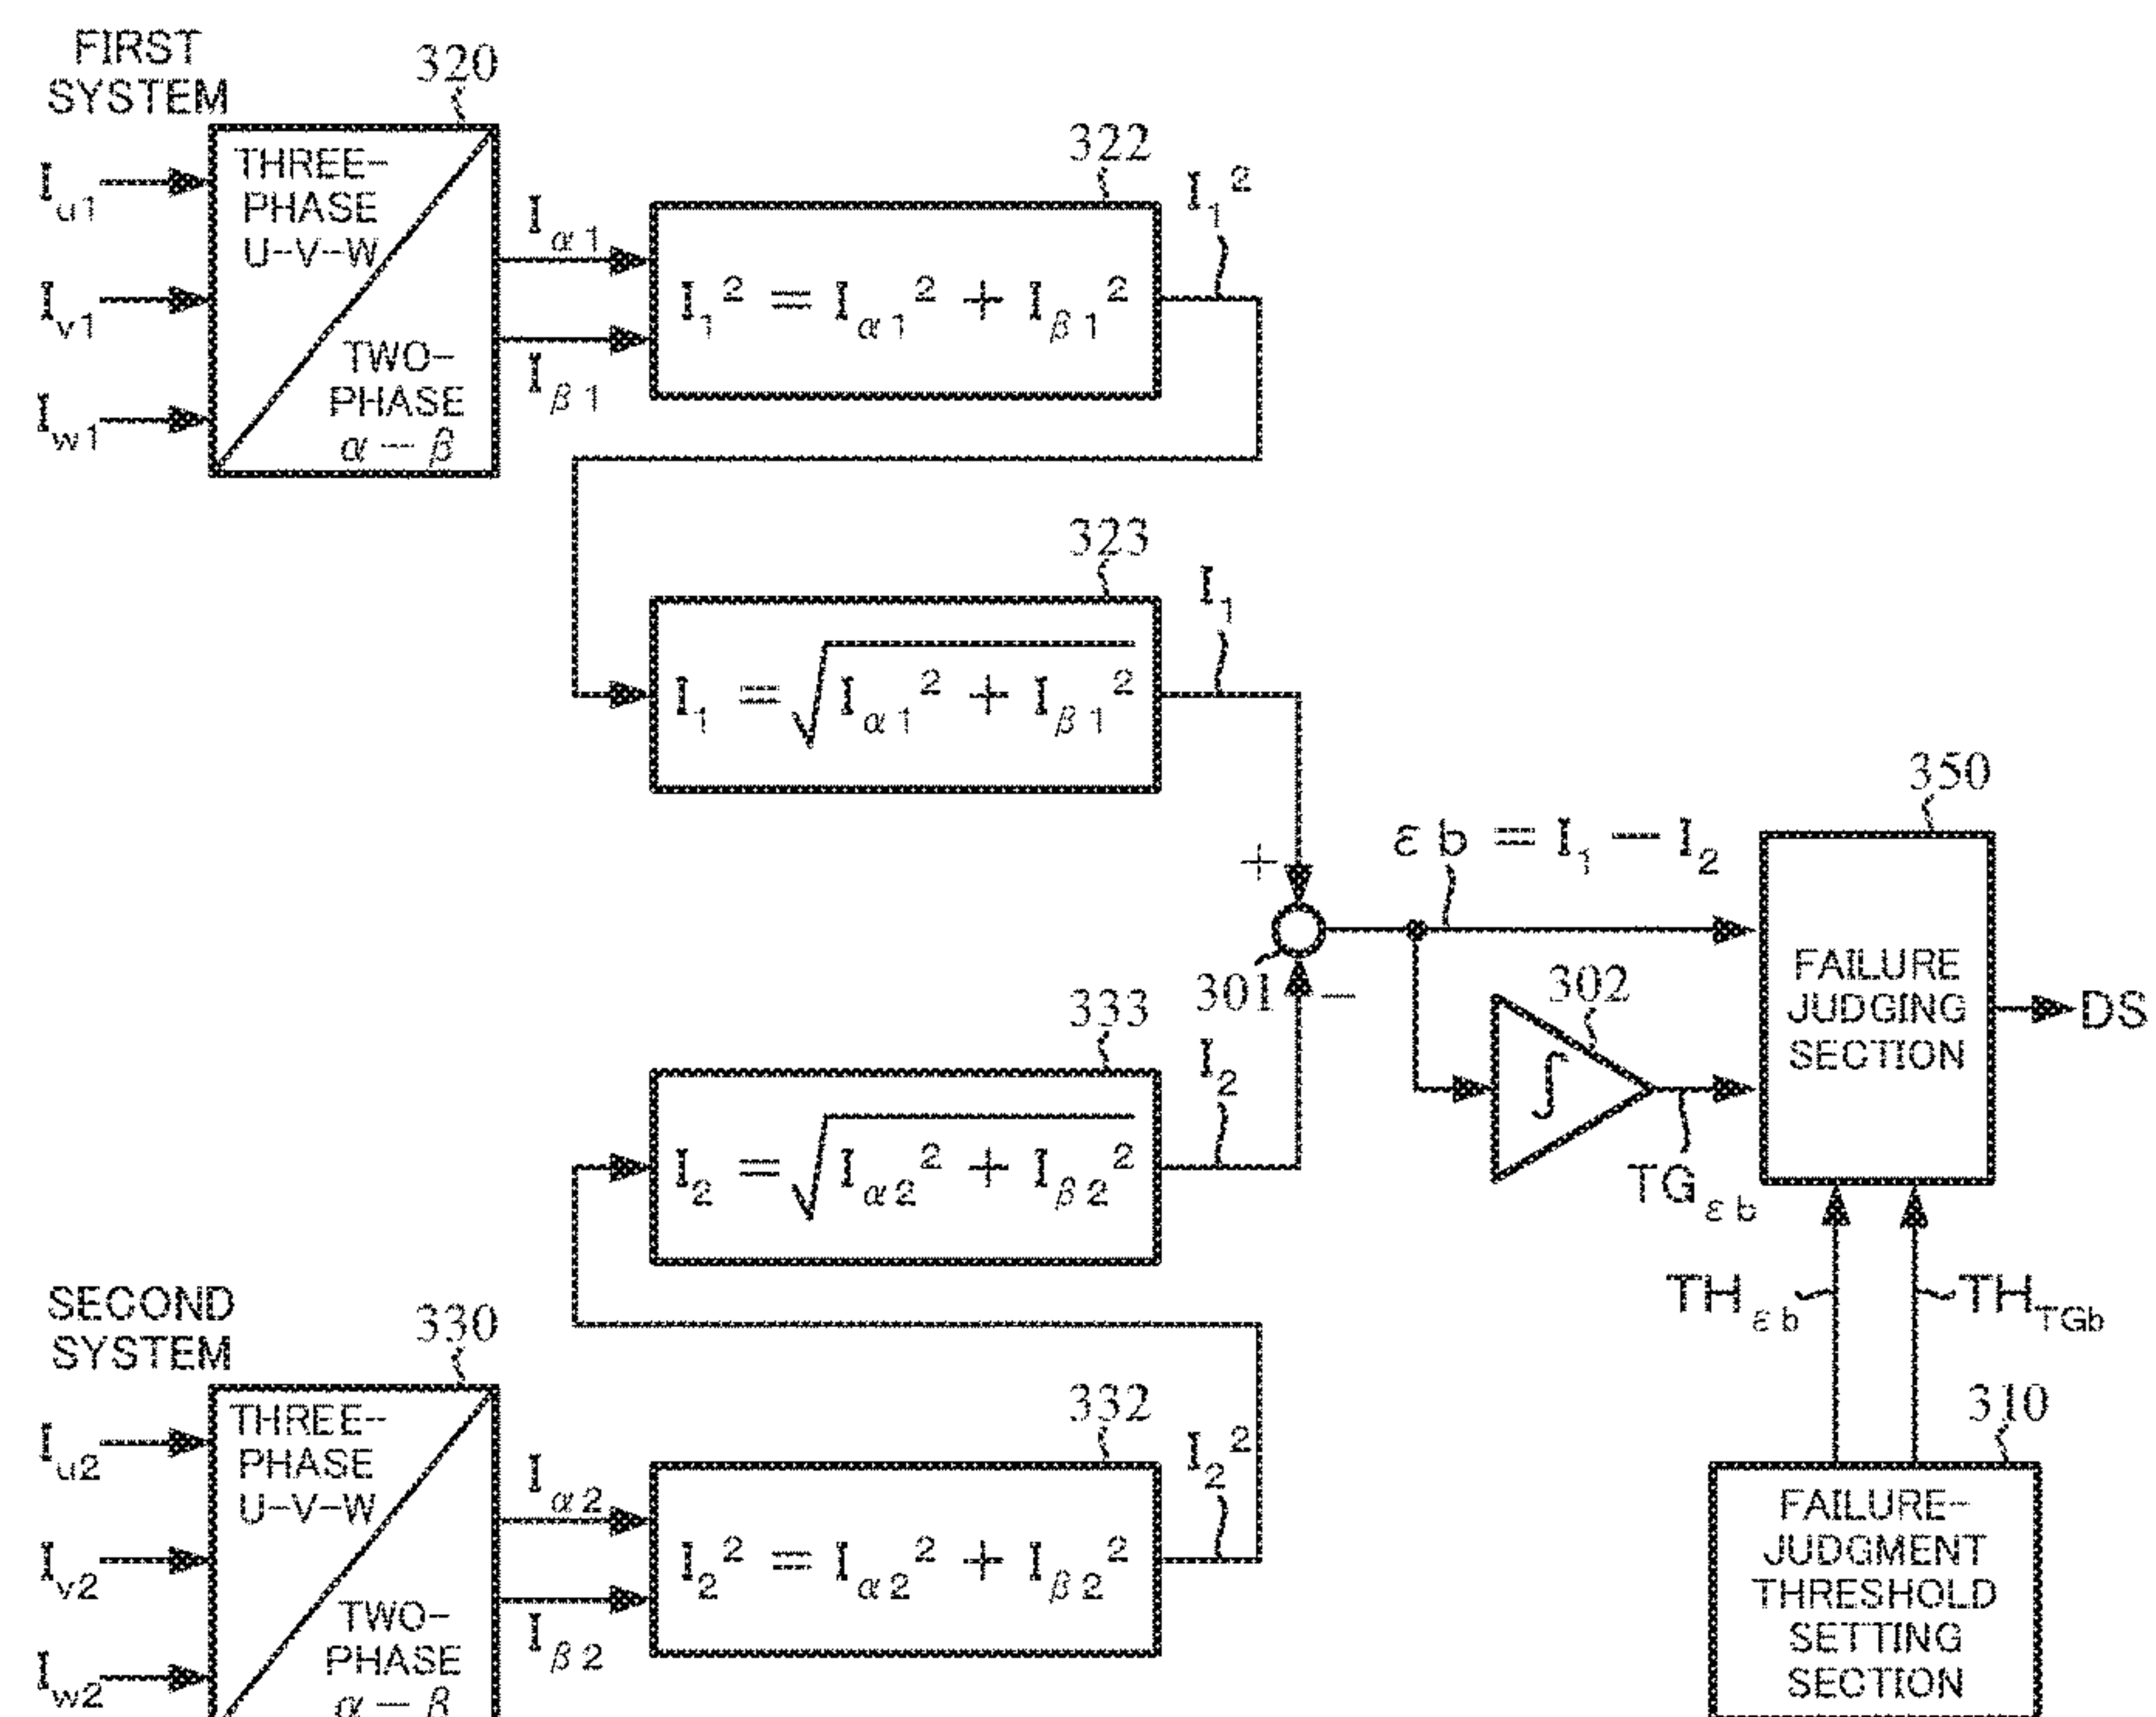 FIRST
SYSTEM
320
I_u1
I_v1
I_w1
THREE-
PHASE
U-V-W
TWO-
PHASE
α - β
I_α1
I_β1
322
I_1^2 = I_α1^2 + I_β1^2
I_1^2
323
I_1 = √(I_α1^2 + I_β1^2)
I_1
+
301
-
εb = I_1 - I_2
302
∫
TG_εb
350
FAILURE
JUDGING
SECTION
DS
333
I_2 = √(I_α2^2 + I_β2^2)
I_2
TH_εb
TH_TGb
310
FAILURE-
JUDGMENT
THRESHOLD
SETTING
SECTION
SECOND
SYSTEM
330
I_u2
I_v2
I_w2
THREE-
PHASE
U-V-W
TWO-
PHASE
α - β
I_α2
I_β2
332
I_2^2 = I_α2^2 + I_β2^2
I_2^2